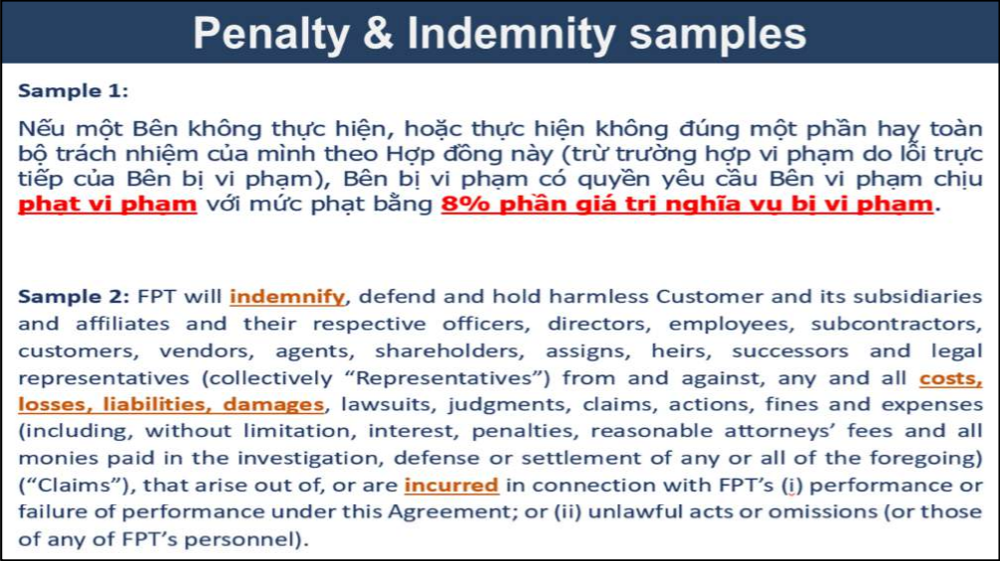 Penalty & Indemnity samples
Sample 1:
Nếu một Bên không thực hiện, hoặc thực hiện không đúng một phần hay toàn
bộ trách nhiệm của mình theo Hợp đồng này (trừ trường hợp vi phạm do lỗi trực
tiếp của Bên bị vi phạm), Bên bị vi phạm có quyền yêu cầu Bên vi phạm chịu
phạt vi phạm với mức phạt bằng 8% phần giá trị nghĩa vụ bị vi phạm.
Sample 2: FPT will indemnify, defend and hold harmless Customer and its subsidiaries
and affiliates and their respective officers, directors, employees, subcontractors,
customers, vendors, agents, shareholders, assigns, heirs, successors and legal
representatives (collectively “Representatives”) from and against, any and all costs,
losses, liabilities, damages, lawsuits, judgments, claims, actions, fines and expenses
(including, without limitation, interest, penalties, reasonable attorneys’ fees and all
monies paid in the investigation, defense or settlement of any or all of the foregoing)
(“Claims”), that arise out of, or are incurred in connection with FPT’s (i) performance or
failure of performance under this Agreement; or (ii) unlawful acts or omissions (or those
of any of FPT’s personnel).